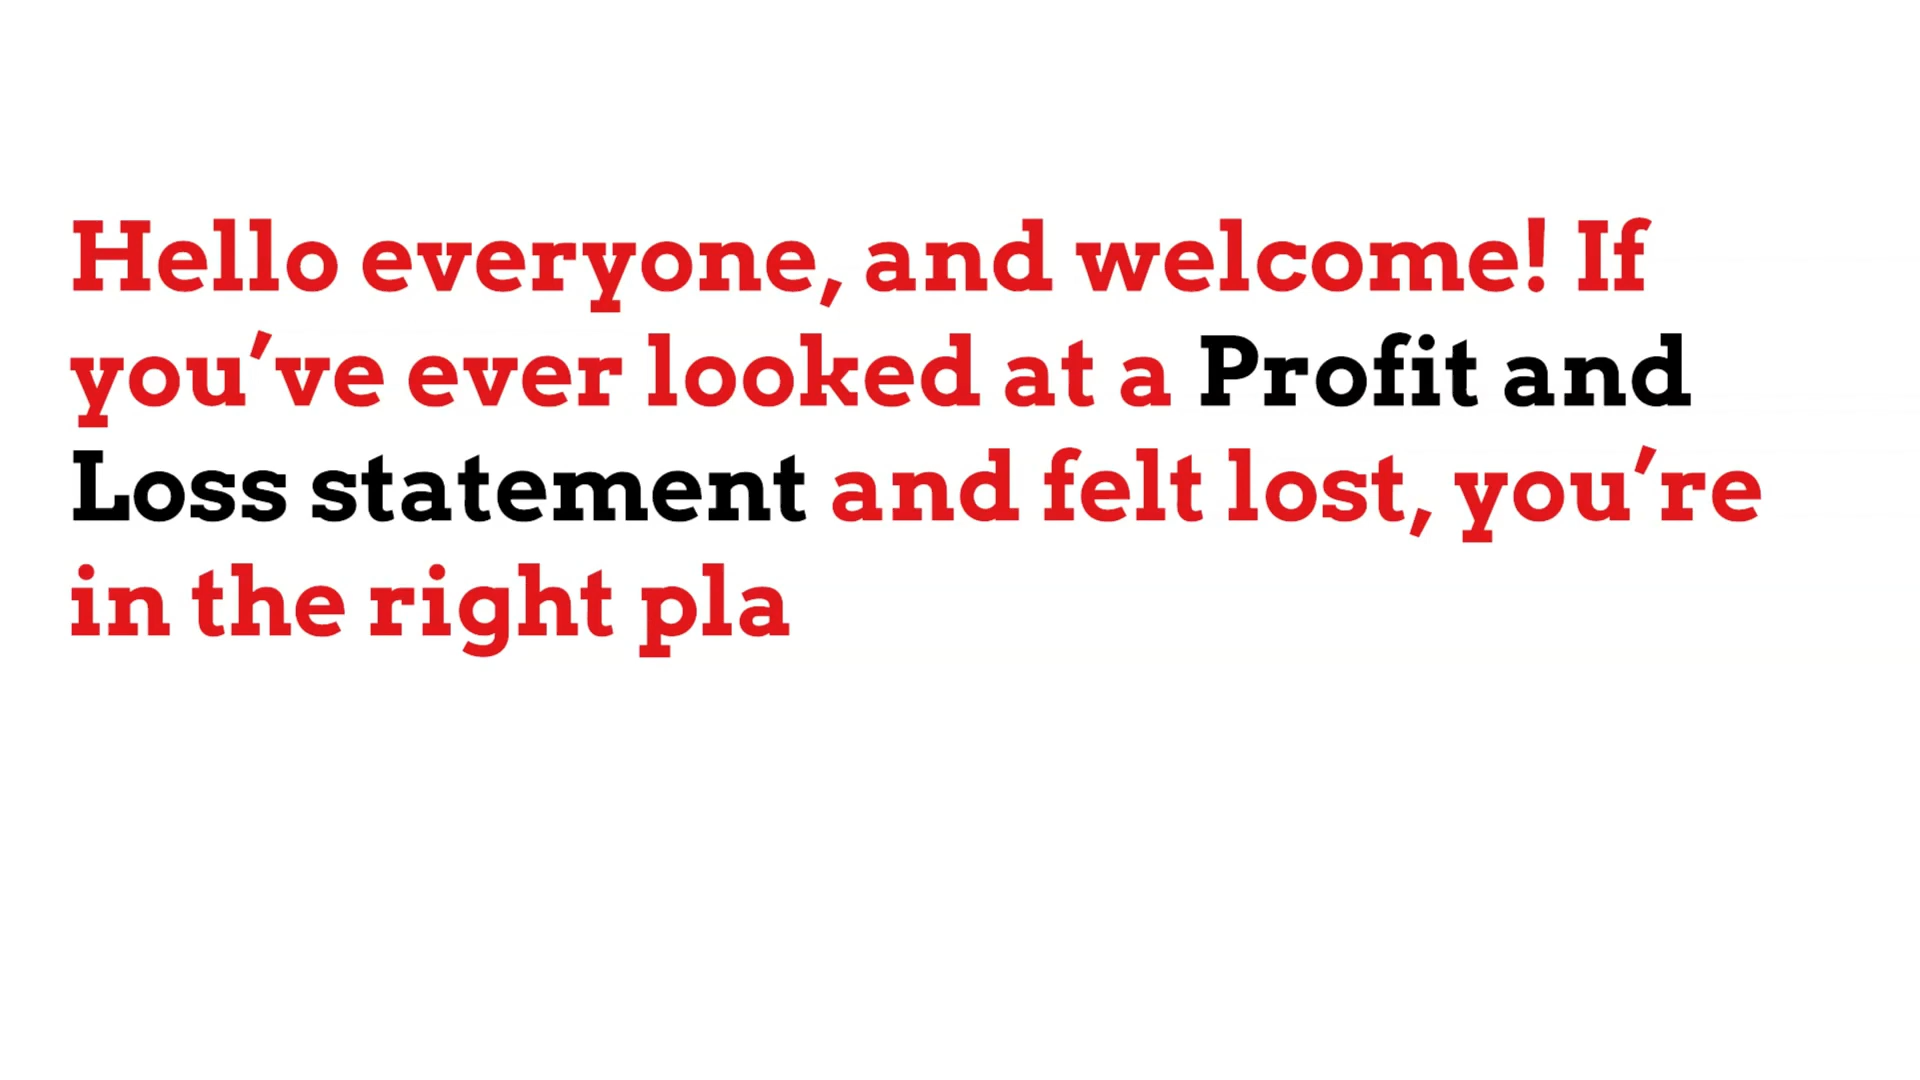 Hello everyone, and welcome! If
you’ve ever looked at a Profit and
Loss statement and felt lost, you’re
in the right pla